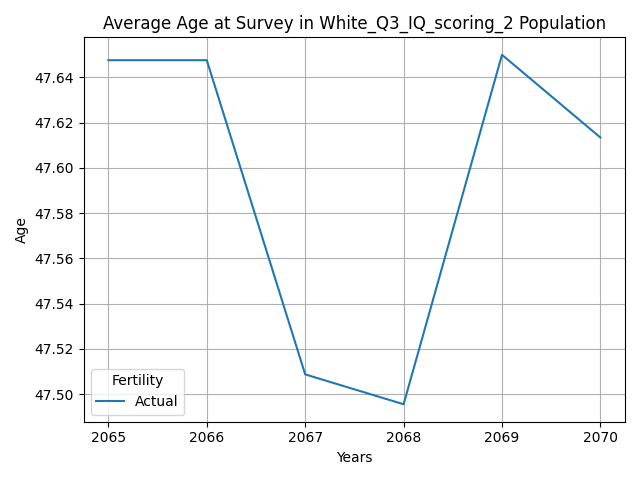 Average Age at Survey in White_Q3_IQ_scoring_2 Population
Age
47.64
47.62
47.60
47.58
47.56
47.54
47.52
47.50
Fertility
Actual
2065 2066 2067 2068 2069 2070
Years